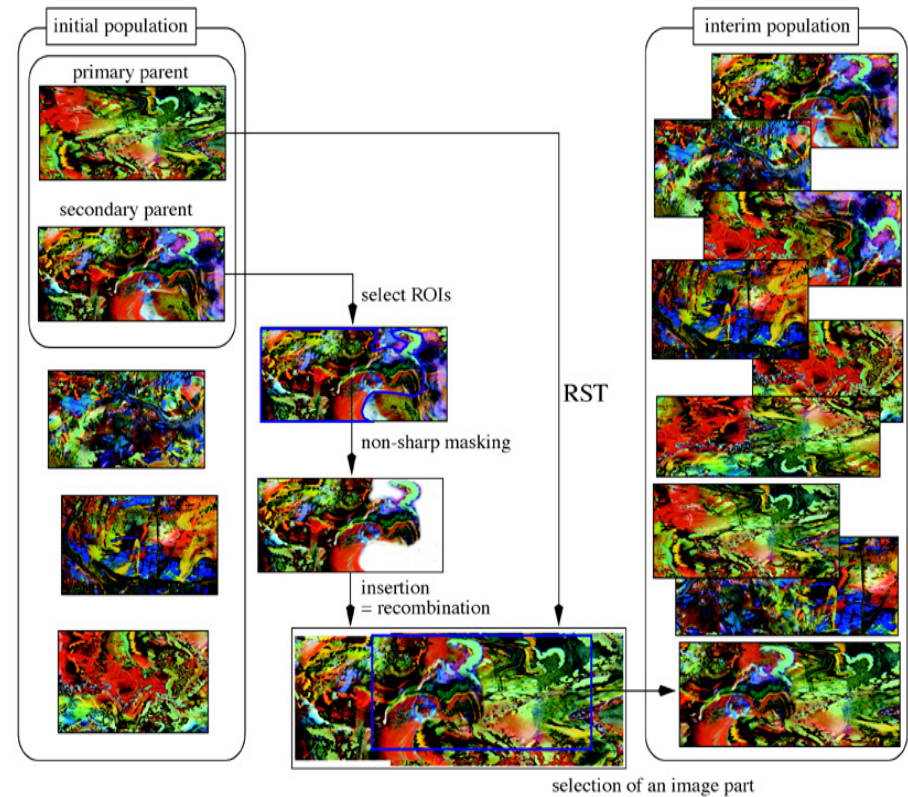 initial population
primary parent
secondary parent
select ROIs
non-sharp masking
insertion
= recombination
RST
selection of an image part
interim population